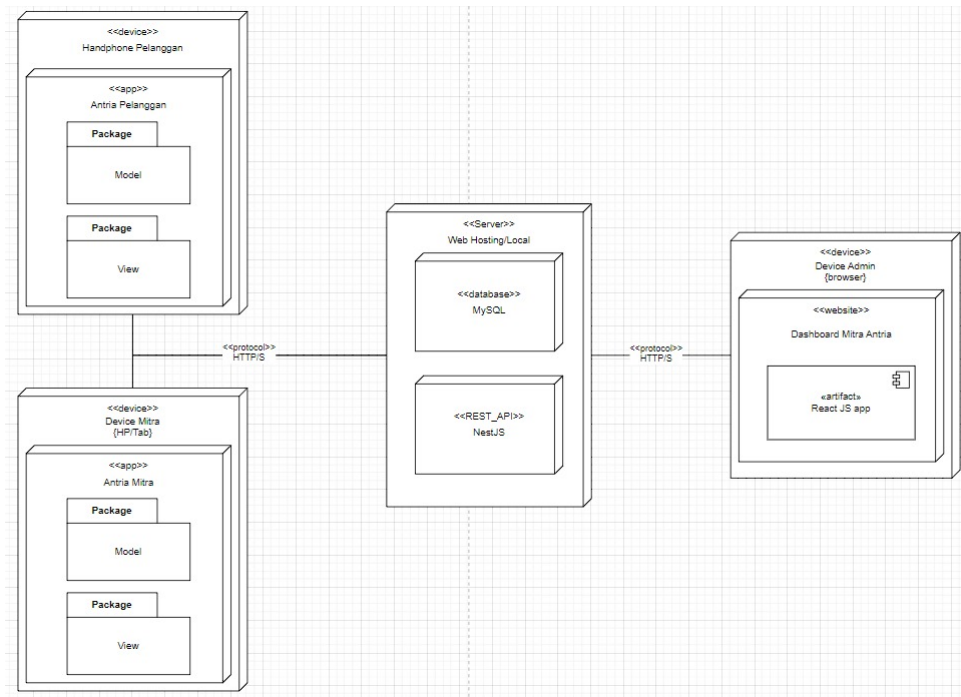 <<device>>
Handphone Pelanggan
<<app>>
Antria Pelanggan
Package
Model
Package
View
<<protocol>>
HTTP/S
<<device>>
Device Mitra
{HP/Tab}
<<app>>
Antria Mitra
Package
Model
Package
View
<<Server>>
Web Hosting/Local
<<database>>
MySQL
<<REST_API>>
NestJS
<<protocol>>
HTTP/S
<<device>>
Device Admin
{browser}
<<website>>
Dashboard Mitra Antria
«artifact»
React JS app